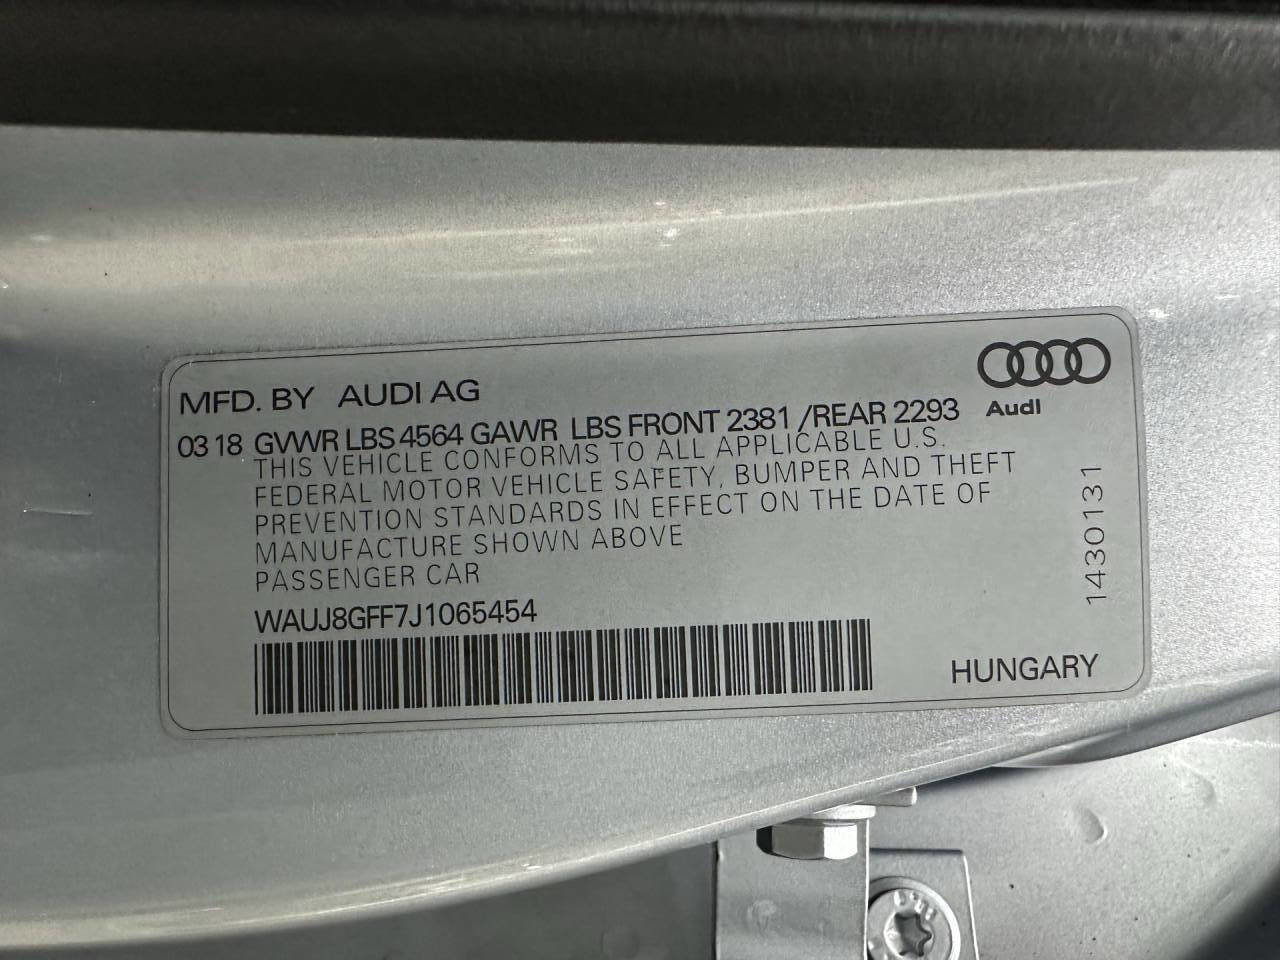 MFD. BY AUDI AG
Audi
03 18 GVWR LBS 4564 GAWR LBS FRONT 2381 /REAR 2293
THIS VEHICLE CONFORMS TO ALL APPLICABLE U.S.
FEDERAL MOTOR VEHICLE SAFETY, BUMPER AND THEFT
PREVENTION STANDARDS IN EFFECT ON THE DATE OF
MANUFACTURE SHOWN ABOVE
PASSENGER CAR
WAUJ8GFF7J1065454
HUNGARY
1430131